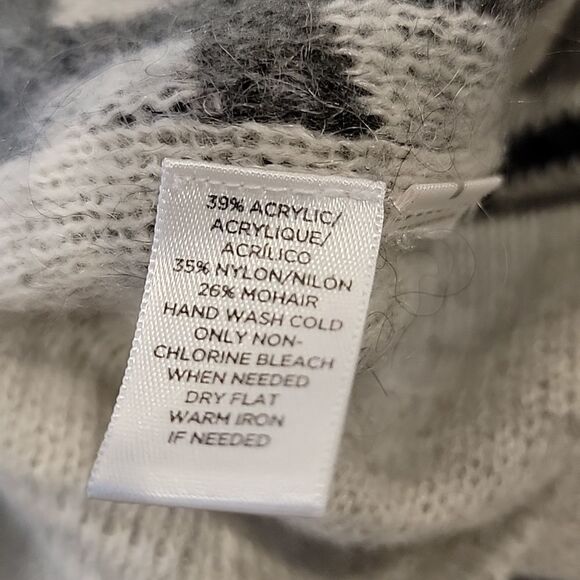 39% ACRYLIC/
ACRYLIQUE/
ACRÍLICO
35% NYLON/NILON
26% MOHAIR
HAND WASH COLD
ONLY NON-
CHLORINE BLEACH
WHEN NEEDED
DRY FLAT
WARM IRON
IF NEEDED